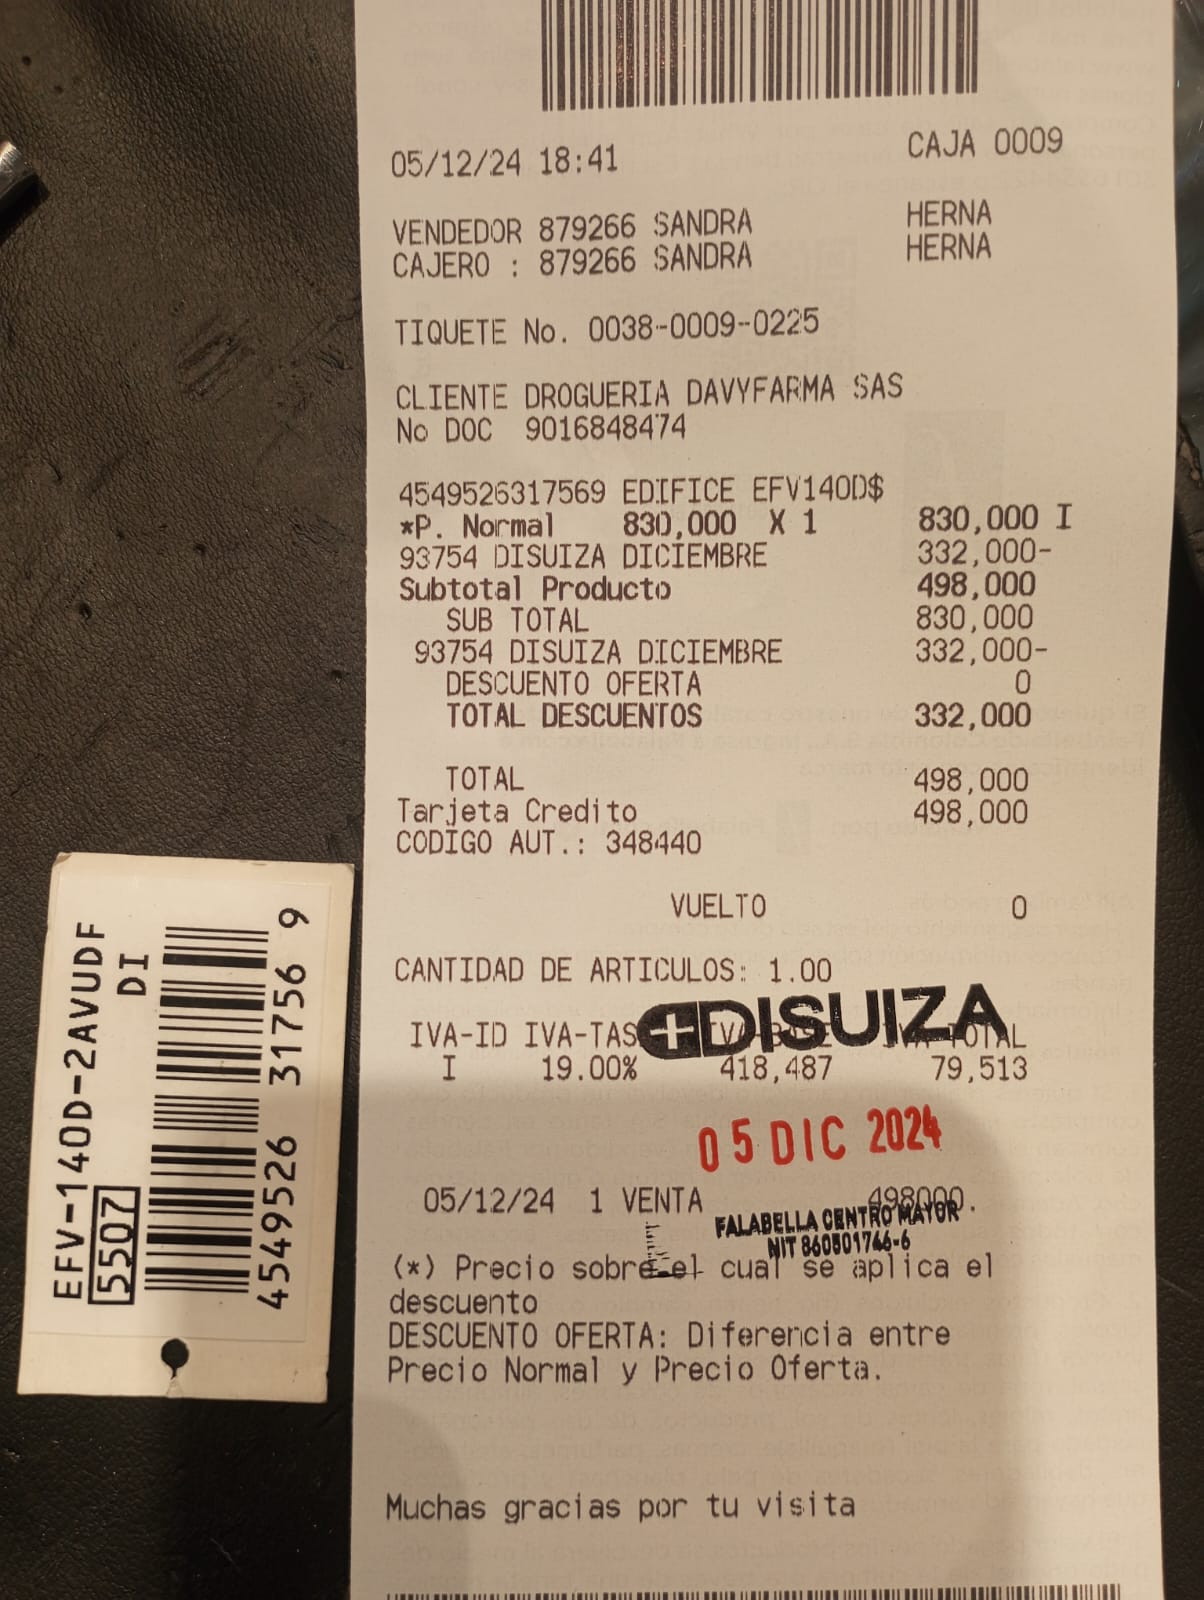 05/12/24 18:41 CAJA 0009
VENDEDOR 879266 SANDRA HERNA
CAJERO : 879266 SANDRA HERNA
TIQUETE No. 0038-0009-0225
CLIENTE DROGUERIA DAVYFARMA SAS
No DOC 9016848474
4549526317569 EDIFICE EFV140D$
*P. Normal 830,000 X 1 830,000 I
93754 DISUIZA DICIEMBRE 332,000-
Subtotal Producto 498,000
SUB TOTAL 830,000
93754 DISUIZA DICIEMBRE 332,000-
DESCUENTO OFERTA 0
TOTAL DESCUENTOS 332,000
TOTAL 498,000
Tarjeta Credito 498,000
CODIGO AUT.: 348440
VUELTO 0
CANTIDAD DE ARTICULOS: 1.00
DISUIZA
IVA-ID IVA-TAS IVA-BASE IVA-TOTAL
I 19.00% 418,487 79,513
05 DIC 2024
05/12/24 1 VENTA 498000.
FALABELLA CENTRO MAYOR
NIT 860501746-6
(*) Precio sobre el cual se aplica el
descuento
DESCUENTO OFERTA: Diferencia entre
Precio Normal y Precio Oferta.
Muchas gracias por tu visita
EFV-140D-2AVUDF
5507 DI
4549526 31756 9